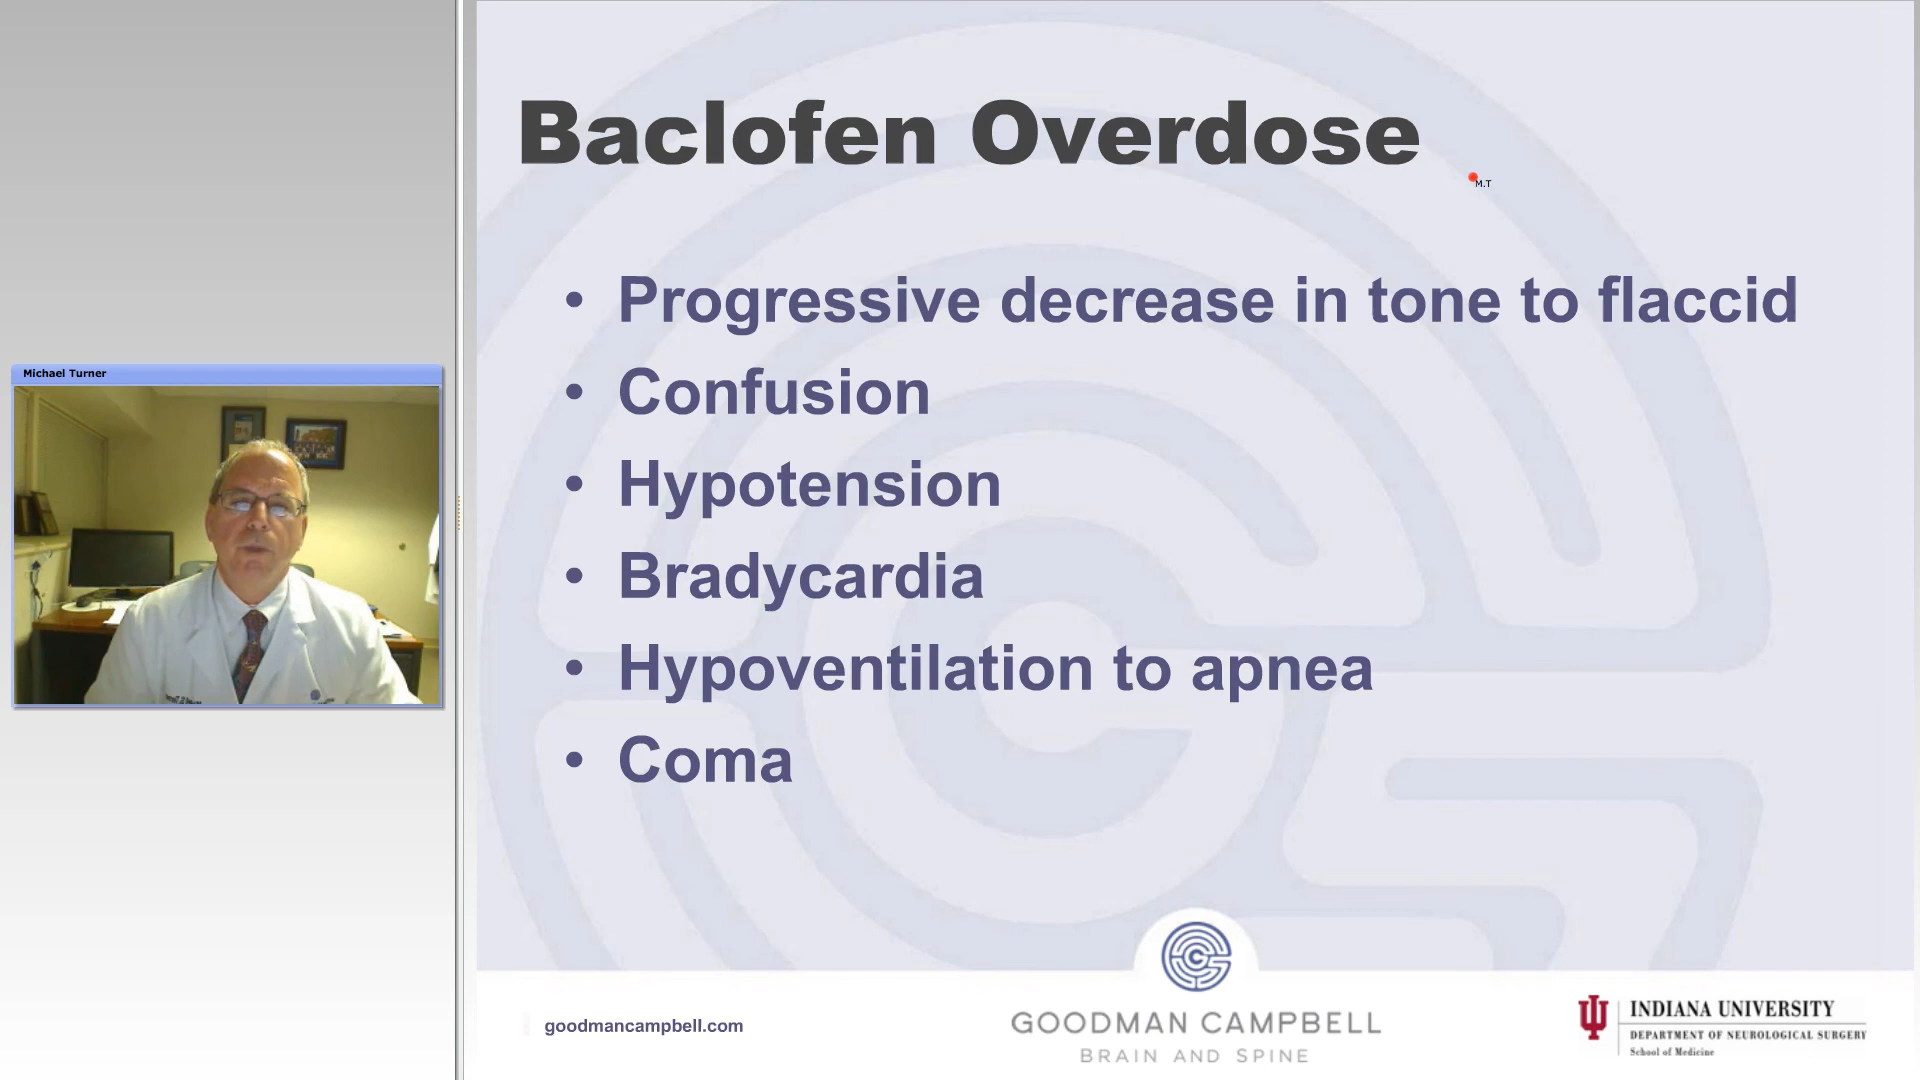 Michael Turner
Baclofen Overdose
M.T
• Progressive decrease in tone to flaccid
• Confusion
• Hypotension
• Bradycardia
• Hypoventilation to apnea
• Coma
goodmancampbell.com
GOODMAN CAMPBELL
BRAIN AND SPINE
INDIANA UNIVERSITY
DEPARTMENT OF NEUROLOGICAL SURGERY
School of Medicine